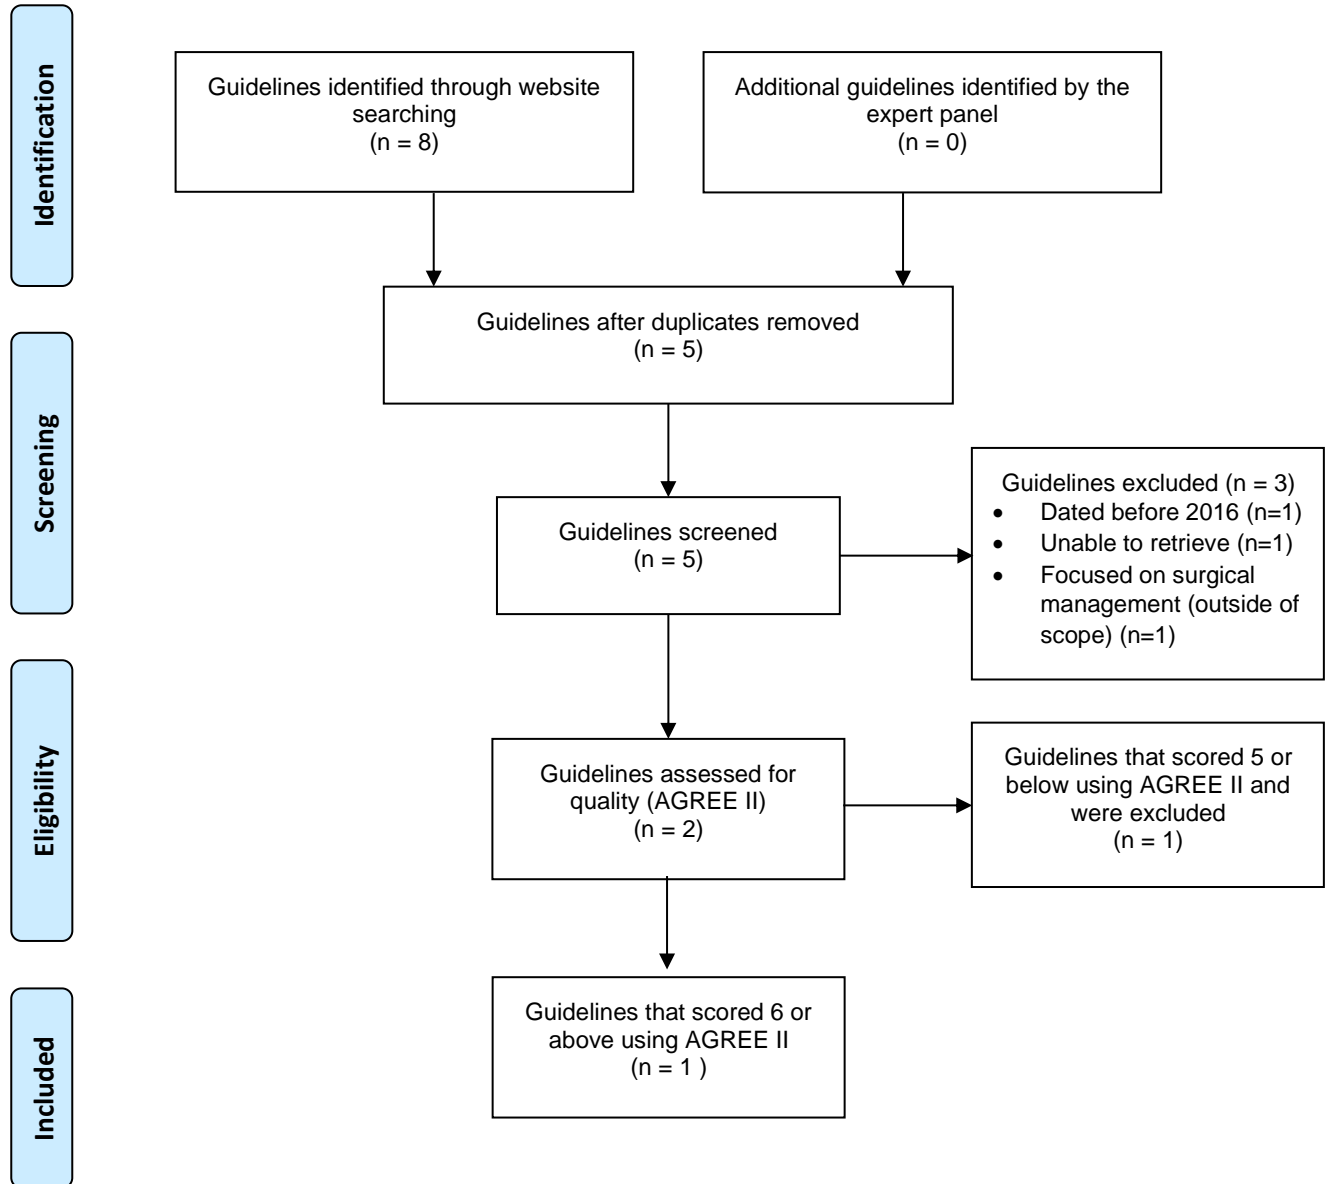 Identification
Guidelines identified through website
searching
(n = 8)
Additional guidelines identified by the
expert panel
(n = 0)
Guidelines after duplicates removed
(n = 5)
Screening
Guidelines screened
(n = 5)
Guidelines excluded (n = 3)
• Dated before 2016 (n=1)
• Unable to retrieve (n=1)
• Focused on surgical
management (outside of
scope) (n=1)
Eligibility
Guidelines assessed for
quality (AGREE II)
(n = 2)
Guidelines that scored 5 or
below using AGREE II and
were excluded
(n = 1)
Included
Guidelines that scored 6 or
above using AGREE II
(n = 1 )